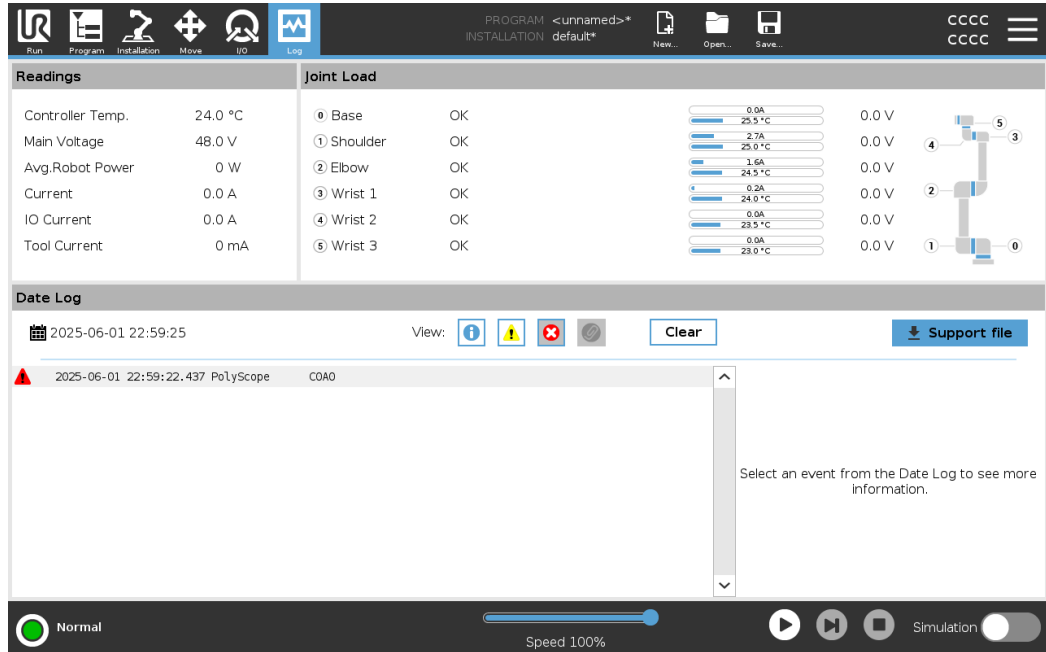 PROGRAM <unnamed>*
INSTALLATION default*
CCCC
CCCC
Run Program Installation Move I/O Log New... Open... Save...
Readings
Controller Temp. 24.0 °C
Main Voltage 48.0 V
Avg.Robot Power 0 W
Current 0.0 A
IO Current 0.0 A
Tool Current 0 mA
Joint Load
0 Base OK 0.0A 25.5 °C 0.0 V
1 Shoulder OK 2.7A 25.0 °C 0.0 V
2 Elbow OK 1.6A 24.5 °C 0.0 V
3 Wrist 1 OK 0.2A 24.0 °C 0.0 V
4 Wrist 2 OK 0.0A 23.5 °C 0.0 V
5 Wrist 3 OK 0.0A 23.0 °C 0.0 V
5
3
4
2
1 0
Date Log
2025-06-01 22:59:25 View: Clear Support file
2025-06-01 22:59:22.437 PolyScope C0A0
Select an event from the Date Log to see more
information.
Normal
Speed 100%
Simulation